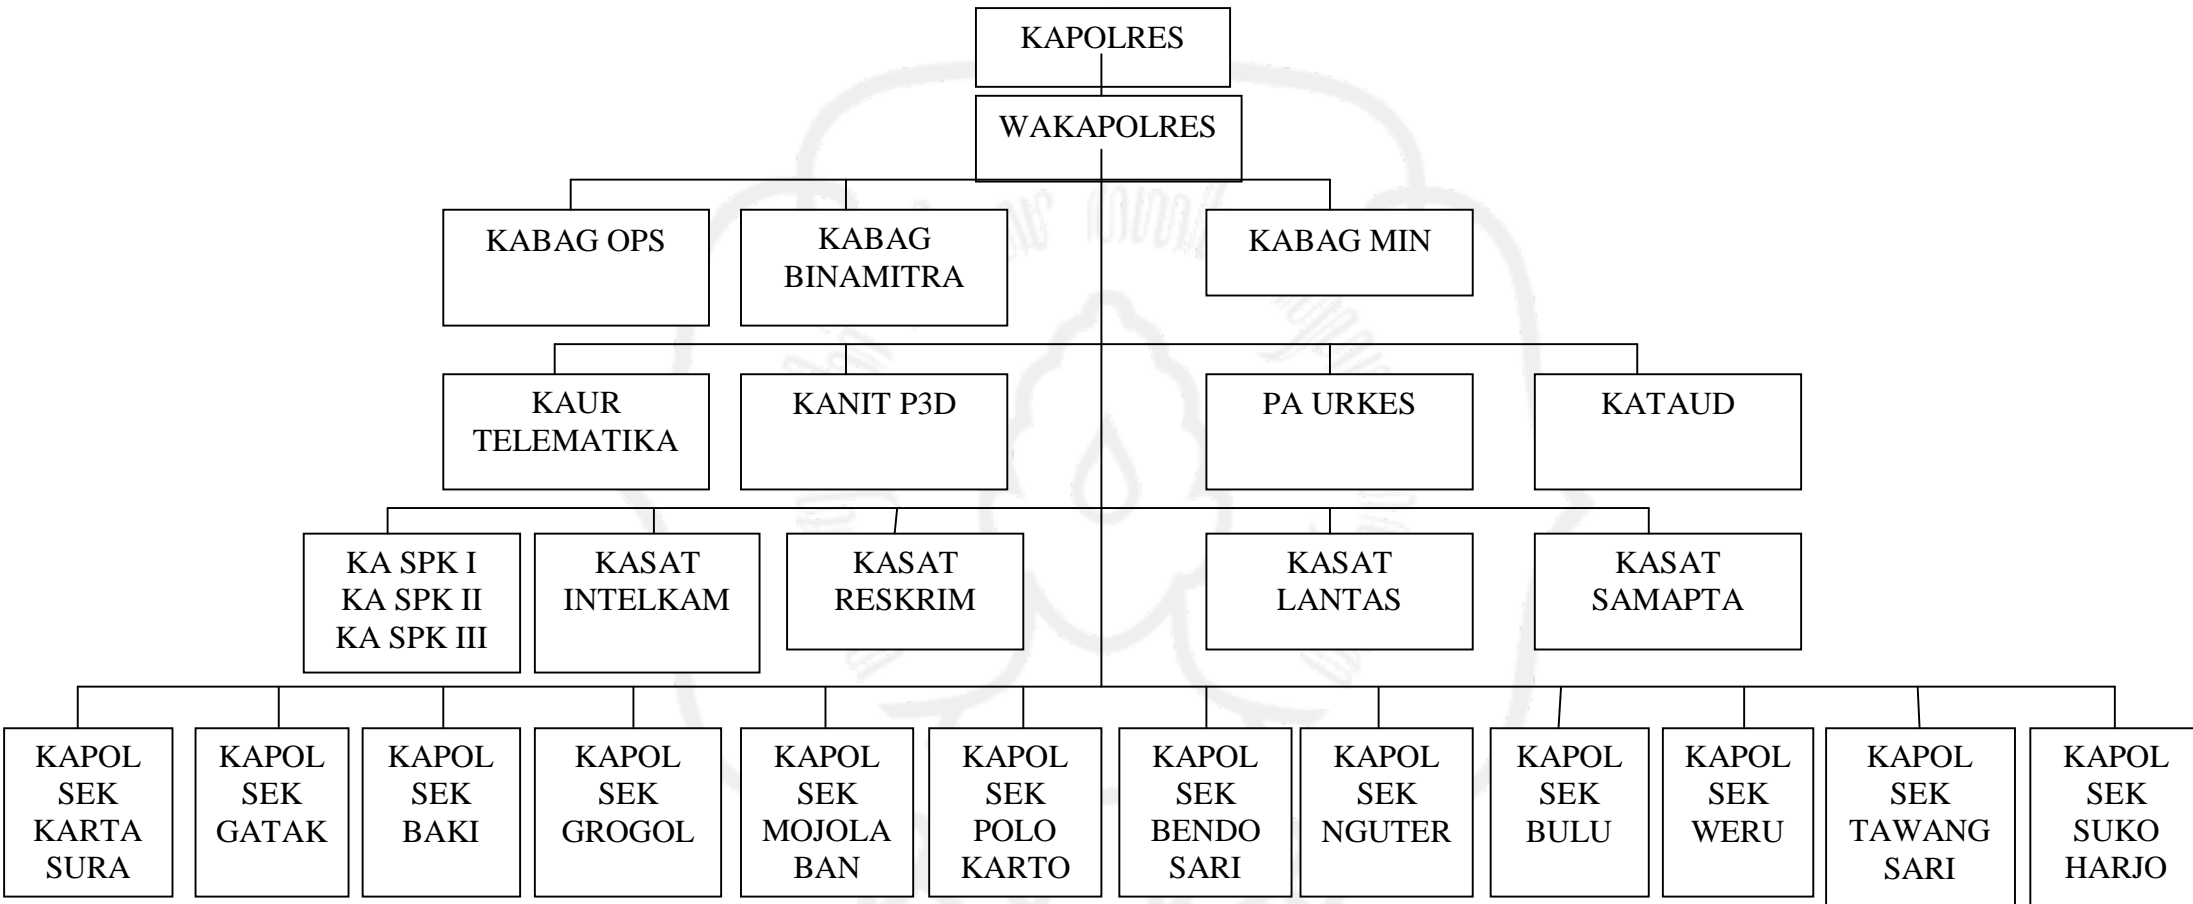 KAPOLRES
WAKAPOLRES
KABAG OPS
KABAG
BINAMITRA
KABAG MIN
KAUR
TELEMATIKA
KANIT P3D
PA URKES
KATAUD
KA SPK I
KA SPK II
KA SPK III
KASAT
INTELKAM
KASAT
RESKRIM
KASAT
LANTAS
KASAT
SAMAPTA
KAPOL
SEK
KARTA
SURA
KAPOL
SEK
GATAK
KAPOL
SEK
BAKI
KAPOL
SEK
GROGOL
KAPOL
SEK
MOJOLA
BAN
KAPOL
SEK
POLO
KARTO
KAPOL
SEK
BENDO
SARI
KAPOL
SEK
NGUTER
KAPOL
SEK
BULU
KAPOL
SEK
WERU
KAPOL
SEK
TAWANG
SARI
KAPOL
SEK
SUKO
HARJO